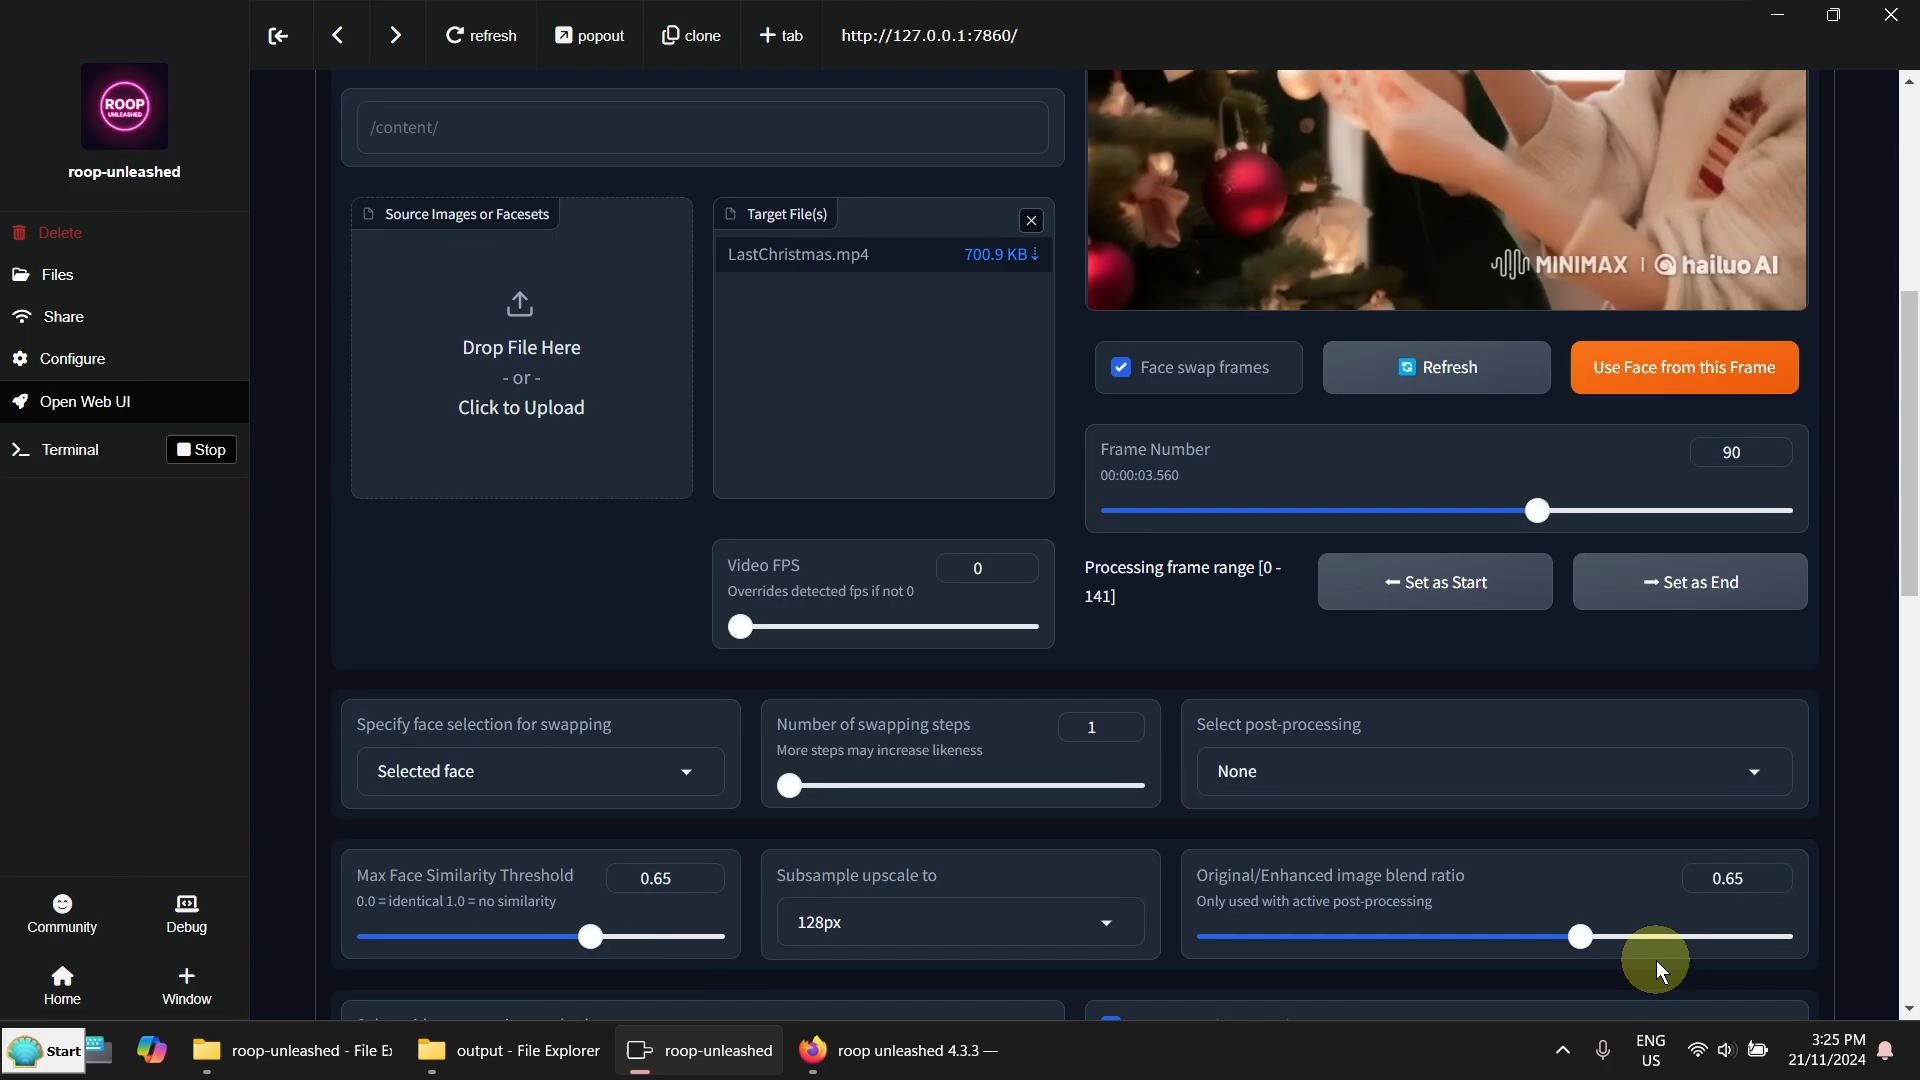 refresh
popout
clone
tab
http://127.0.0.1:7860/
ROOP
UNLEASHED
roop-unleashed
Delete
Files
Share
Configure
Open Web UI
Terminal
Stop
Community
Debug
Home
Window
/content/
MINIMAX | hailuo AI
Source Images or Facesets
Drop File Here
- or -
Click to Upload
Target File(s)
LastChristmas.mp4
700.9 KB⇣
Face swap frames
Refresh
Use Face from this Frame
Frame Number
90
00:00:03.560
Video FPS
0
Overrides detected fps if not 0
Processing frame range [0 -
141]
⬅ Set as Start
➡ Set as End
Specify face selection for swapping
Selected face
Number of swapping steps
1
More steps may increase likeness
Select post-processing
None
Max Face Similarity Threshold
0.65
0.0 = identical 1.0 = no similarity
Subsample upscale to
128px
Original/Enhanced image blend ratio
0.65
Only used with active post-processing
Start
roop-unleashed - File Ex
output - File Explorer
roop-unleashed
roop unleashed 4.3.3 —
ENG
US
3:25 PM
21/11/2024